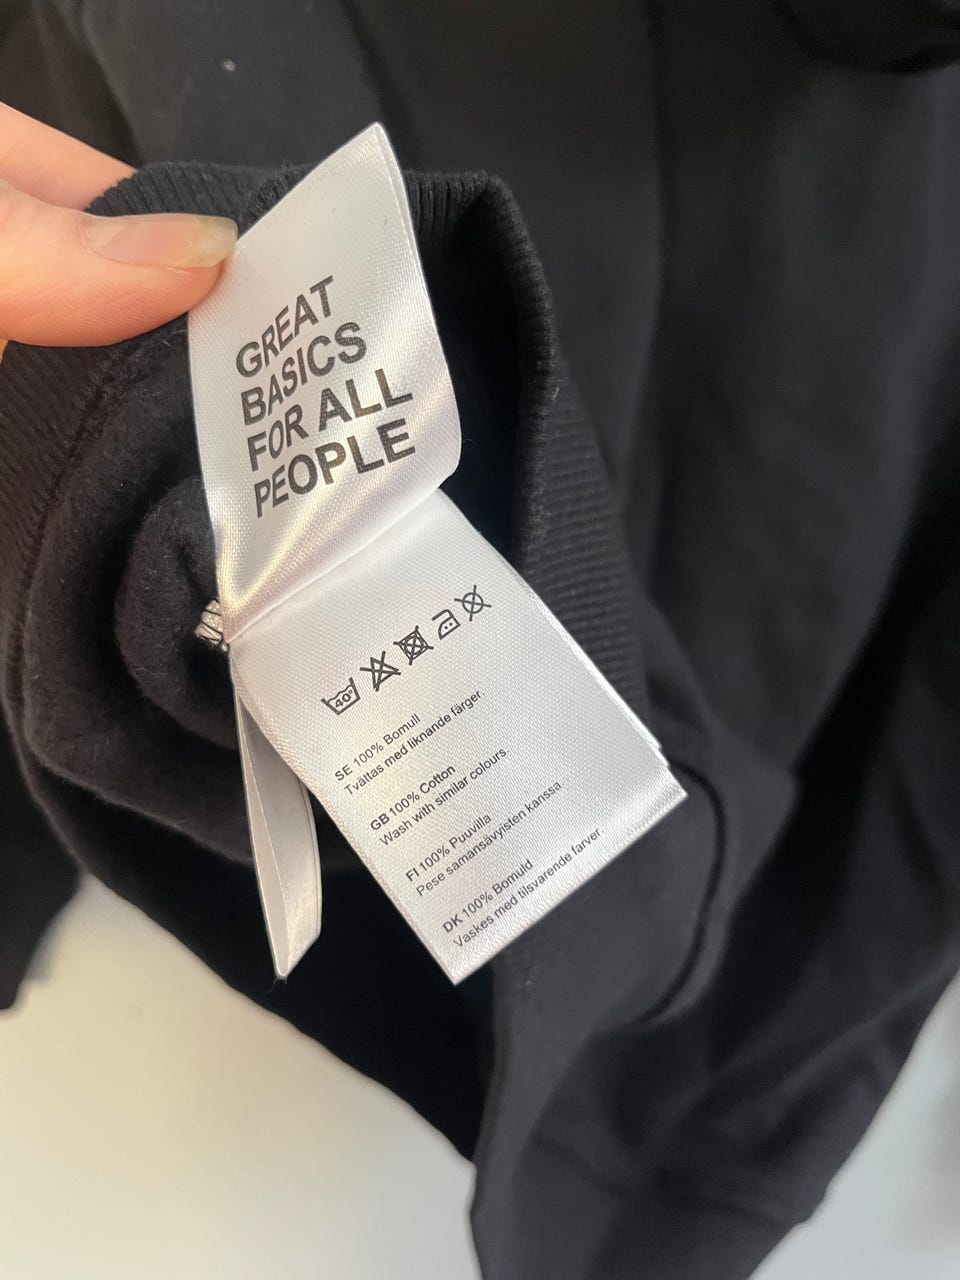 GREAT
BASICS
FOR ALL
PEOPLE
40°
SE 100% Bomull
Tvättas med liknande färger.
GB 100% Cotton
Wash with similar colours.
FI 100% Puuvilla
Pese samansävyisten kanssa
DK 100% Bomuld
Vaskes med tilsvarende farver.